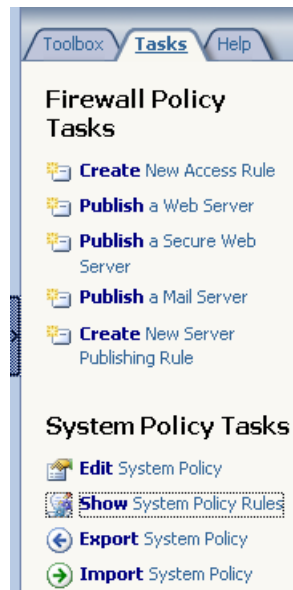 Toolbox Tasks Help
Firewall Policy
Tasks
Create New Access Rule
Publish a Web Server
Publish a Secure Web
Server
Publish a Mail Server
Create New Server
Publishing Rule
System Policy Tasks
Edit System Policy
Show System Policy Rules
Export System Policy
Import System Policy